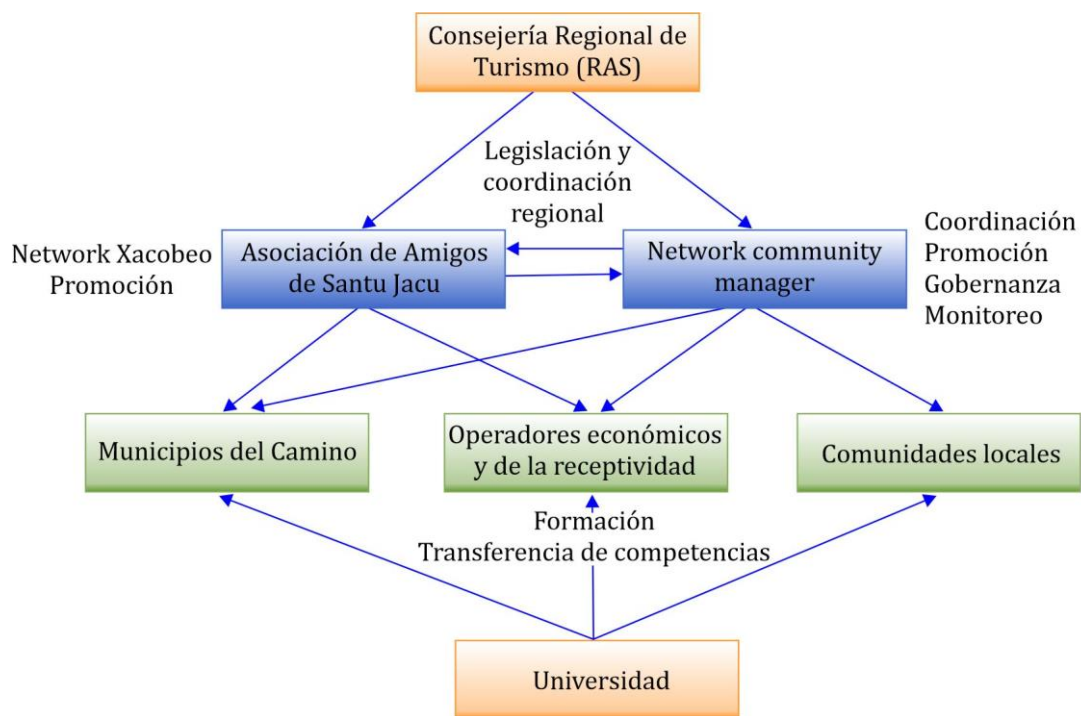 Consejería Regional de
Turismo (RAS)
Legislación y
coordinación
regional
Network Xacobeo
Promoción
Asociación de Amigos
de Santu Jacu
Network community
manager
Coordinación
Promoción
Gobernanza
Monitoreo
Municipios del Camino
Operadores económicos
y de la receptividad
Comunidades locales
Formación
Transferencia de competencias
Universidad